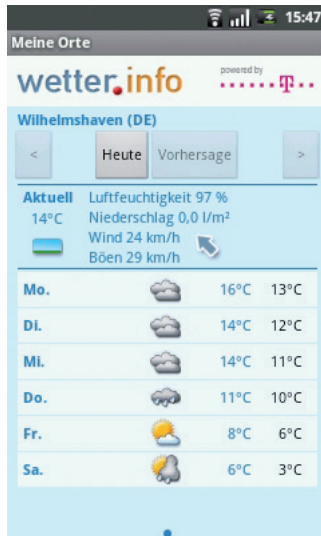 15:47
Meine Orte
wetter.info
powered by
T
Wilhelmshaven (DE)
< Heute Vorhersage >
Aktuell Luftfeuchtigkeit 97 %
14°C Niederschlag 0,0 l/m²
Wind 24 km/h
Böen 29 km/h
Mo. 16°C 13°C
Di. 14°C 12°C
Mi. 14°C 11°C
Do. 11°C 10°C
Fr. 8°C 6°C
Sa. 6°C 3°C